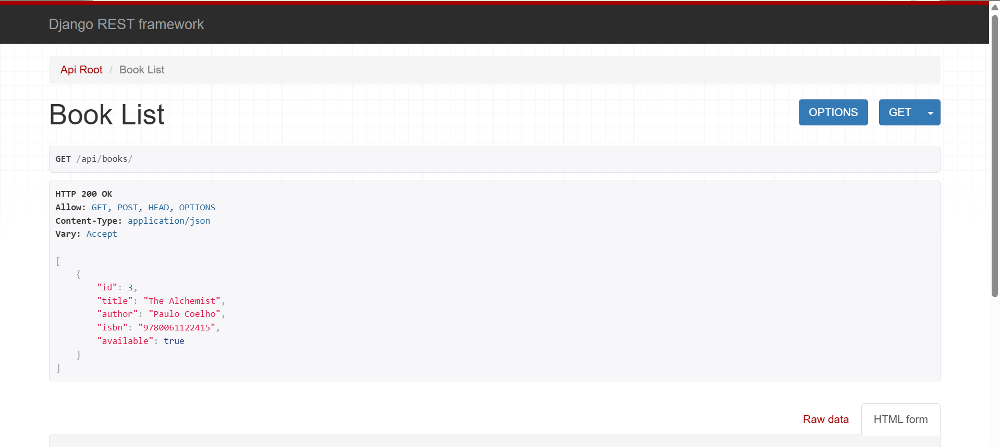 Django REST framework
Api Root / Book List
Book List
OPTIONS
GET
GET /api/books/
HTTP 200 OK
Allow: GET, POST, HEAD, OPTIONS
Content-Type: application/json
Vary: Accept
[
    {
        "id": 3,
        "title": "The Alchemist",
        "author": "Paulo Coelho",
        "isbn": "9780061122415",
        "available": true
    }
]
Raw data
HTML form